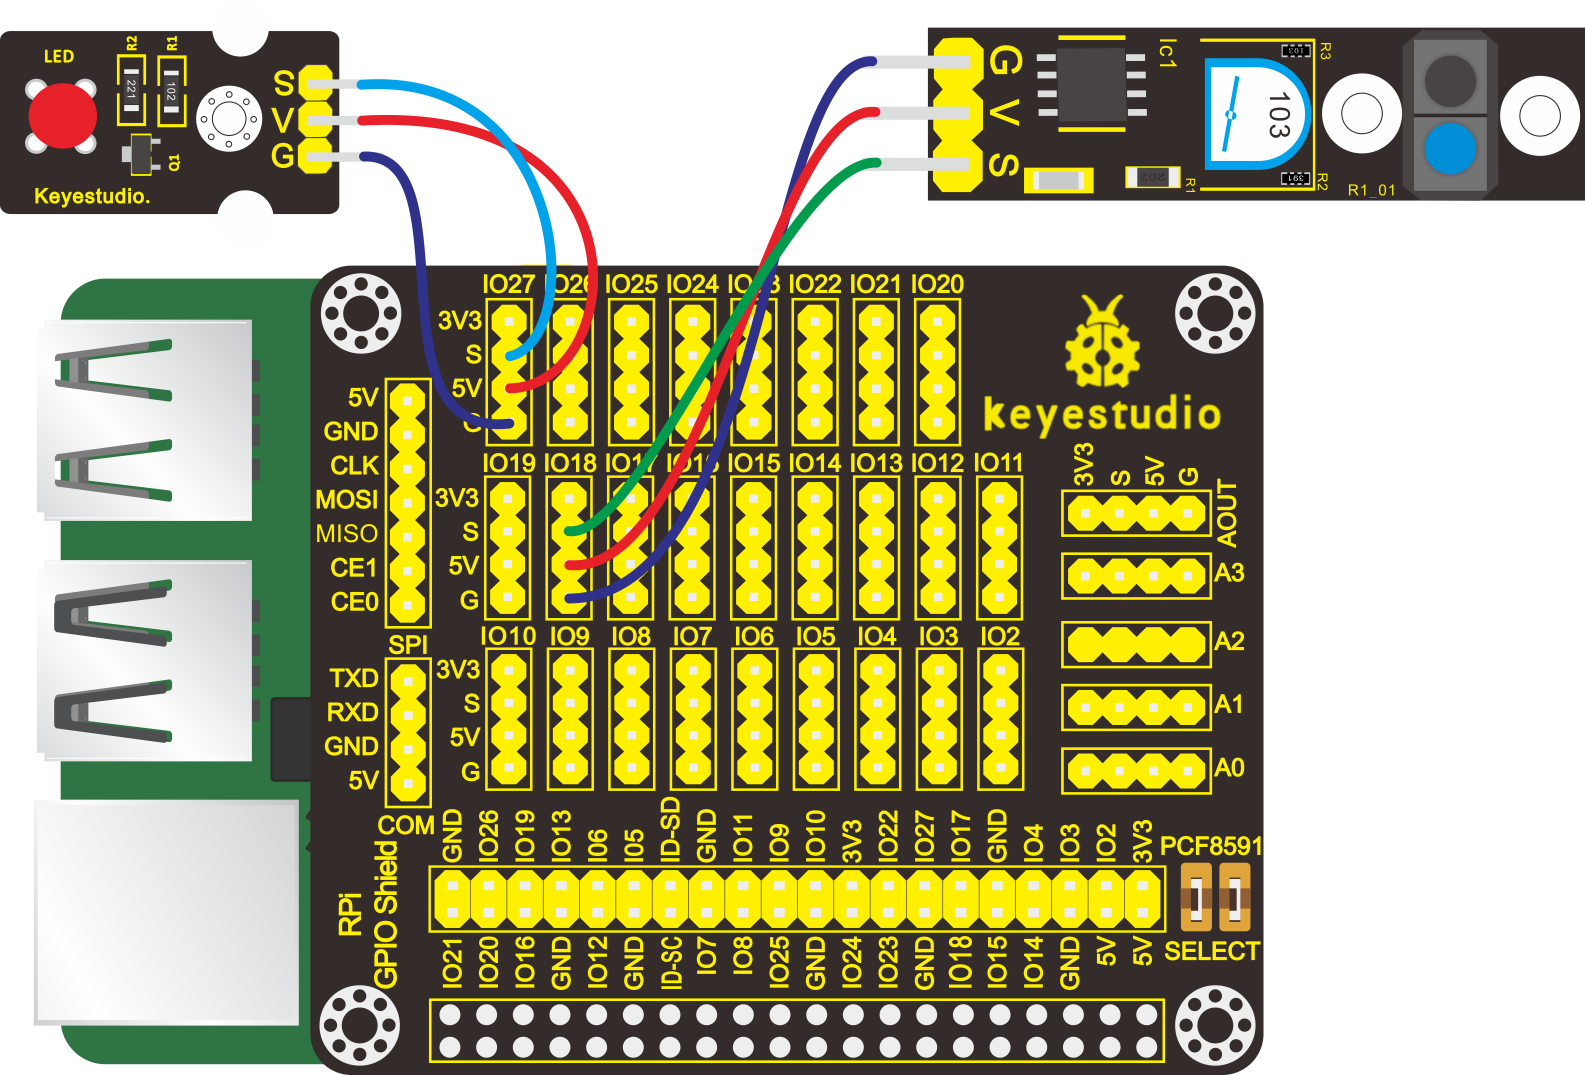 LED
R2
R1
221
102
S
V
G
Q1
Keyestudio.
G
V
S
Ic1
103
R3
103
391
R2
202
R1
R1_01
IO27
IO26
IO25
IO24
IO22
IO21
IO20
3V3
S
5V
keyestudio
5V
GND
CLK
MOSI
MISO
CE1
CE0
SPI
IO19
IO18
IO15
IO14
IO13
IO12
IO11
3V3
S
5V
G
3V3
S
5V
G
AOUT
A3
A2
A1
A0
IO10
IO9
IO8
IO7
IO6
IO5
IO4
IO3
IO2
3V3
S
5V
G
TXD
RXD
GND
5V
COM
RPi
GPIO Shield
GND
IO26
IO19
IO13
I06
I05
ID-SD
GND
IO11
IO9
IO10
3V3
IO22
IO27
IO17
GND
IO4
IO3
IO2
3V3
PCF8591
IO21
IO20
IO16
GND
IO12
GND
ID-SC
IO7
IO8
IO25
GND
IO24
IO23
GND
IO18
IO15
IO14
GND
5V
5V
SELECT